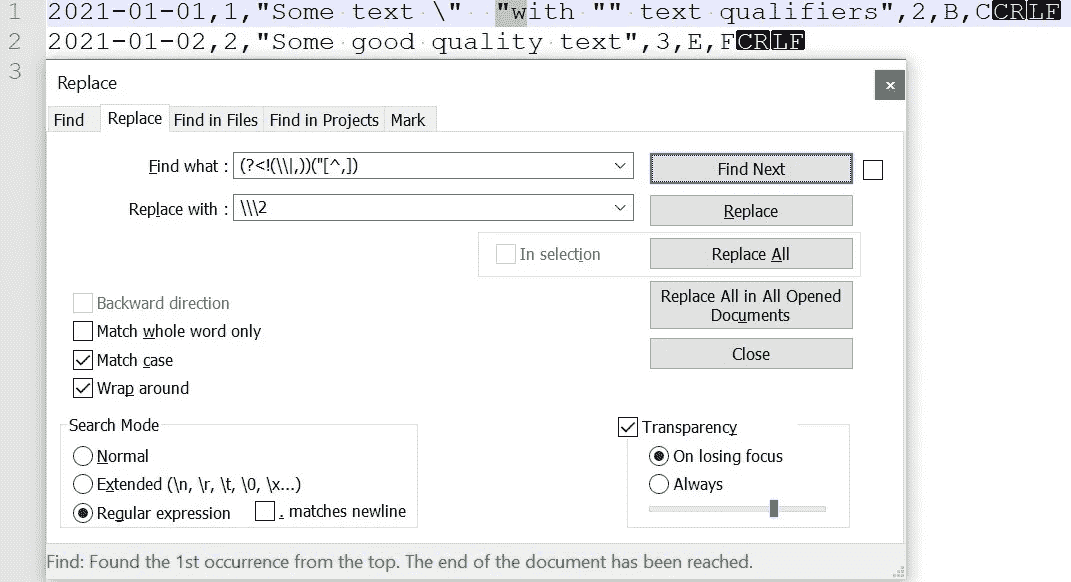 1 2021-01-01,1,"Some text \"  "with "" text qualifiers",2,B,CCRLF
2 2021-01-02,2,"Some good quality text",3,E,FCRLF
3
Replace
Find Replace Find in Files Find in Projects Mark
Find what : (?<!(\\|,))("[^,]) Find Next
Replace with : \\\2 Replace
In selection Replace All
Replace All in All Opened
Documents
Backward direction
Match whole word only
Close
Match case
Wrap around
Search Mode
Transparency
Normal
On losing focus
Extended (\n, \r, \t, \0, \x...)
Always
Regular expression . matches newline
Find: Found the 1st occurrence from the top. The end of the document has been reached.